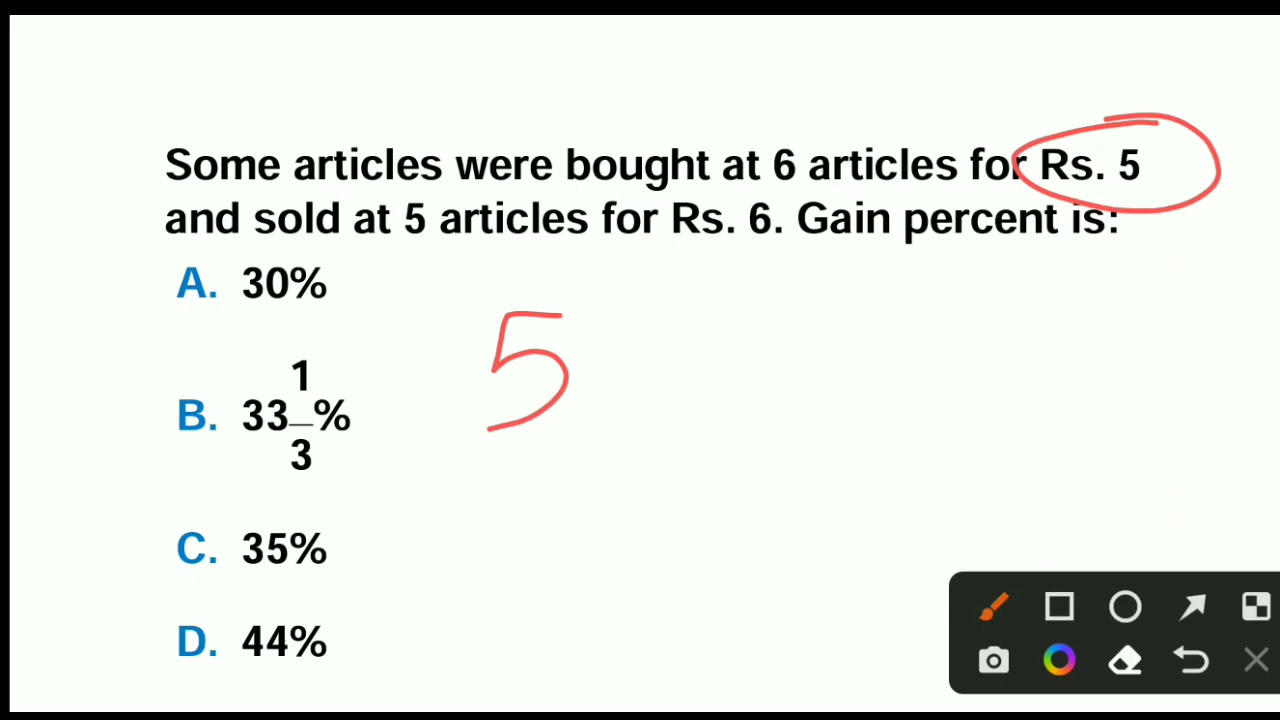 Some articles were bought at 6 articles for Rs. 5
and sold at 5 articles for Rs. 6. Gain percent is:
A. 30%
5
B. 33 1/3 %
C. 35%
D. 44%